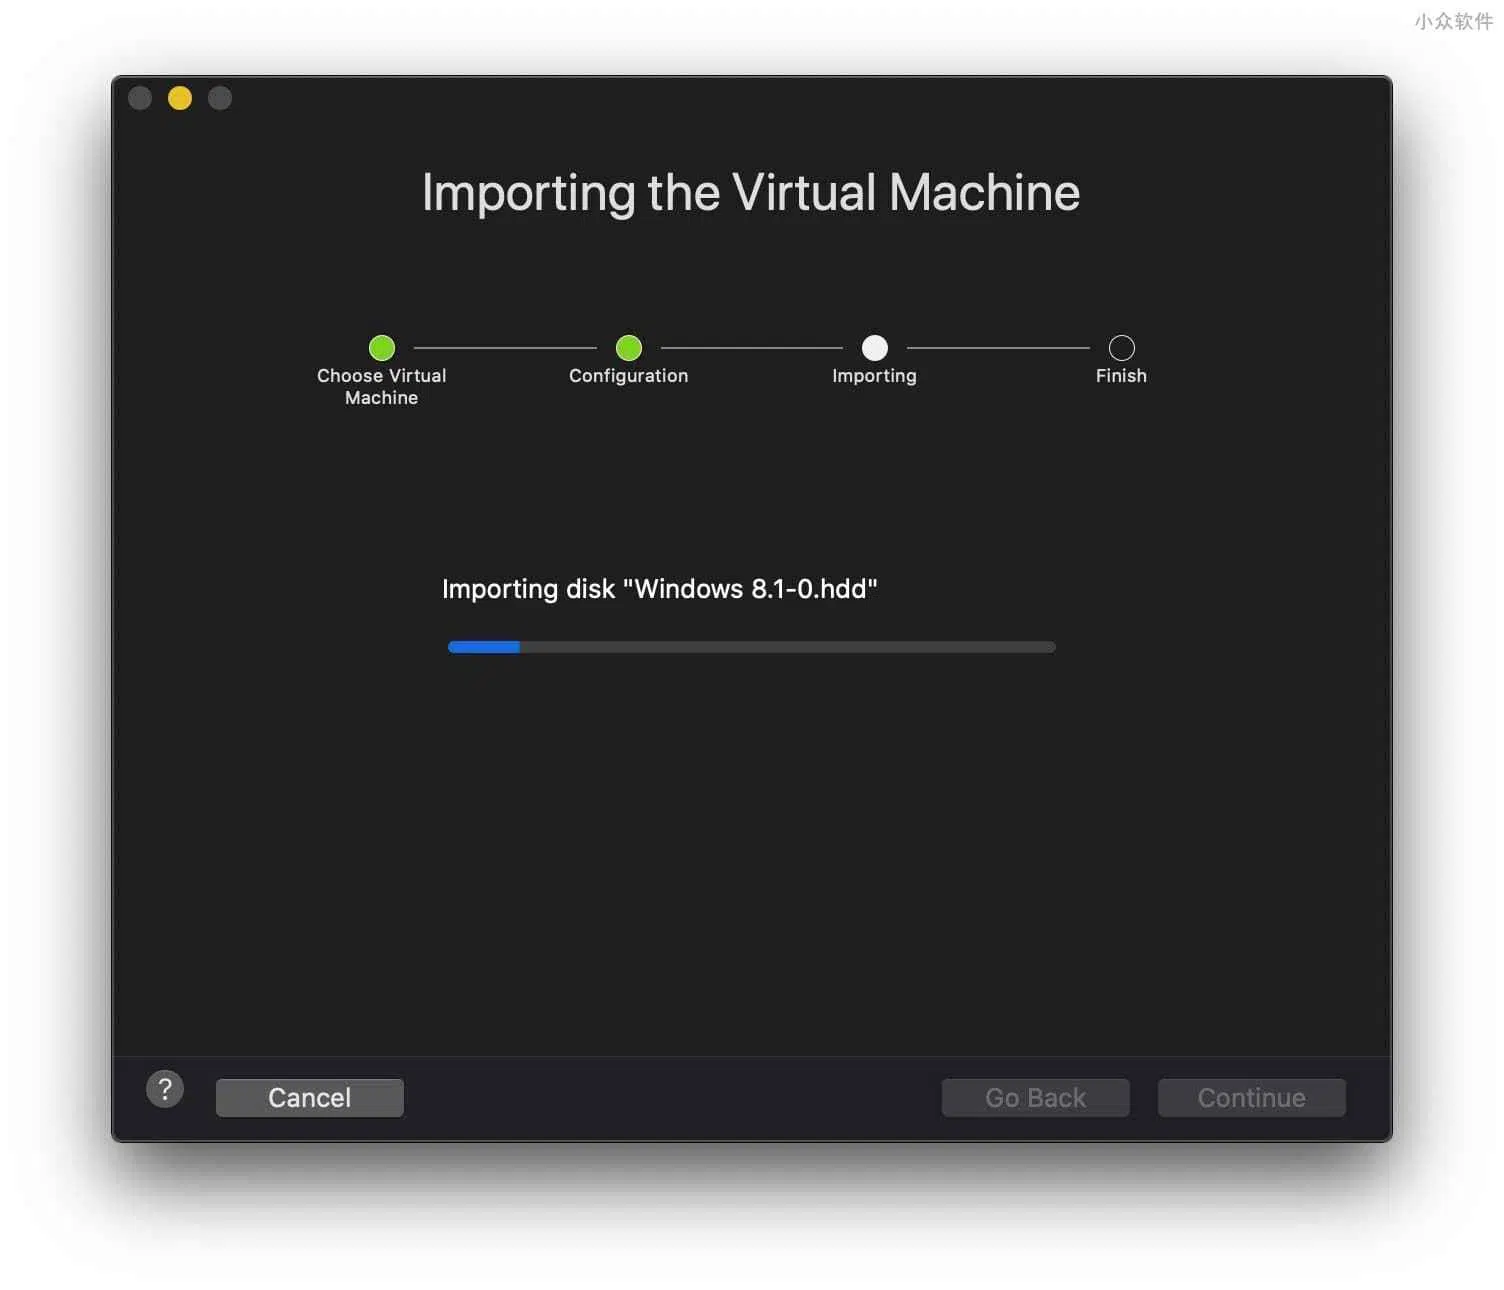 小众软件
Importing the Virtual Machine
Choose Virtual
Machine
Configuration
Importing
Finish
Importing disk "Windows 8.1-0.hdd"
?
Cancel
Go Back
Continue